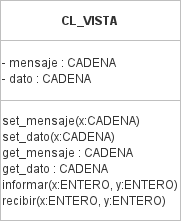 CL_VISTA
- mensaje : CADENA
- dato : CADENA
set_mensaje(x:CADENA)
set_dato(x:CADENA)
get_mensaje : CADENA
get_dato : CADENA
informar(x:ENTERO, y:ENTERO)
recibir(x:ENTERO, y:ENTERO)